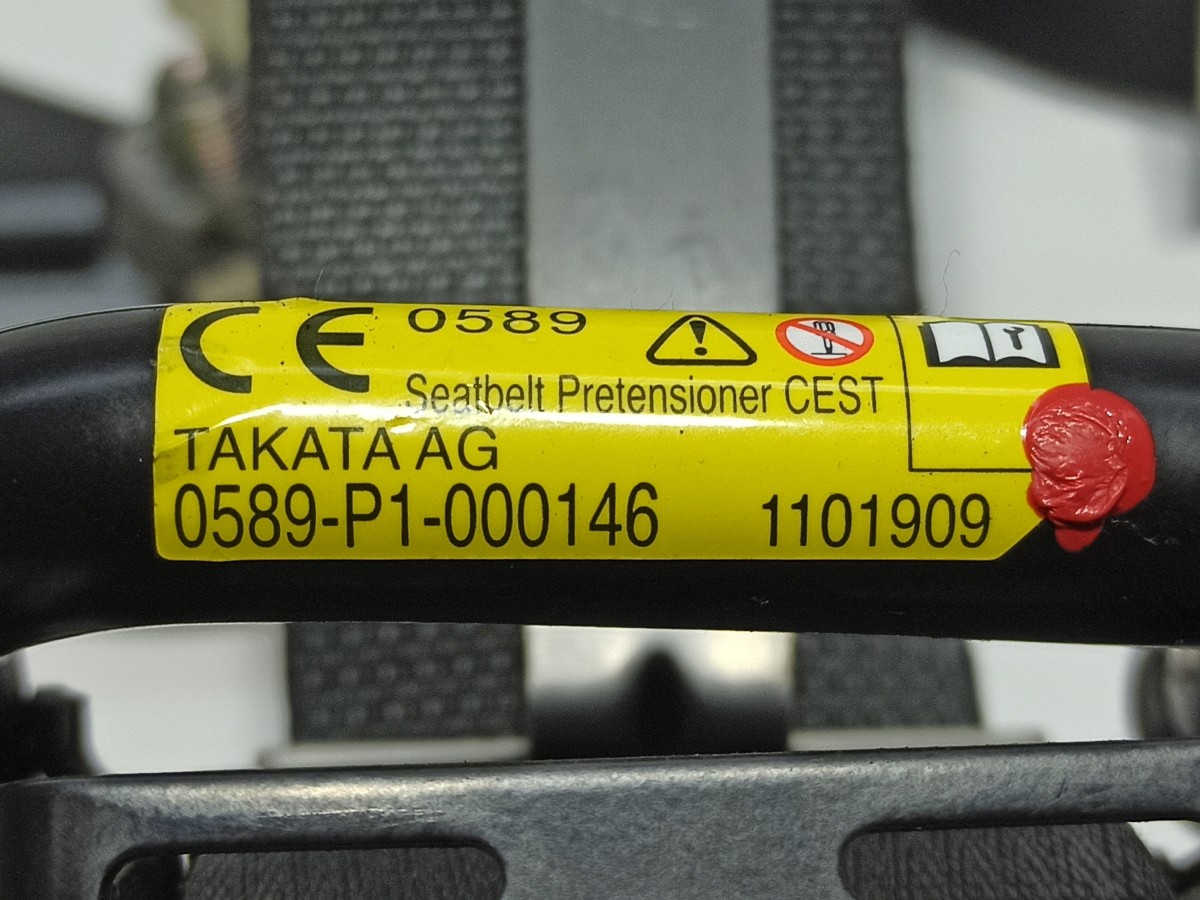 CE 0589
Seatbelt Pretensioner CEST
TAKATA AG
0589-P1-000146 1101909